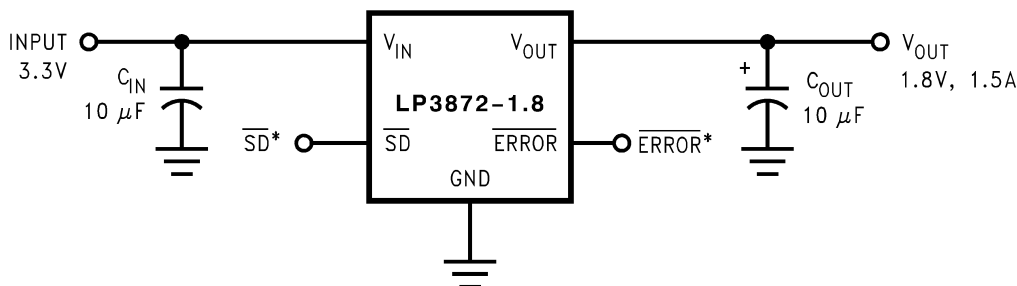 INPUT
3.3V
C_IN
10 μF
SD*
V_IN
V_OUT
LP3872-1.8
SD
ERROR
GND
ERROR*
+
C_OUT
10 μF
V_OUT
1.8V, 1.5A